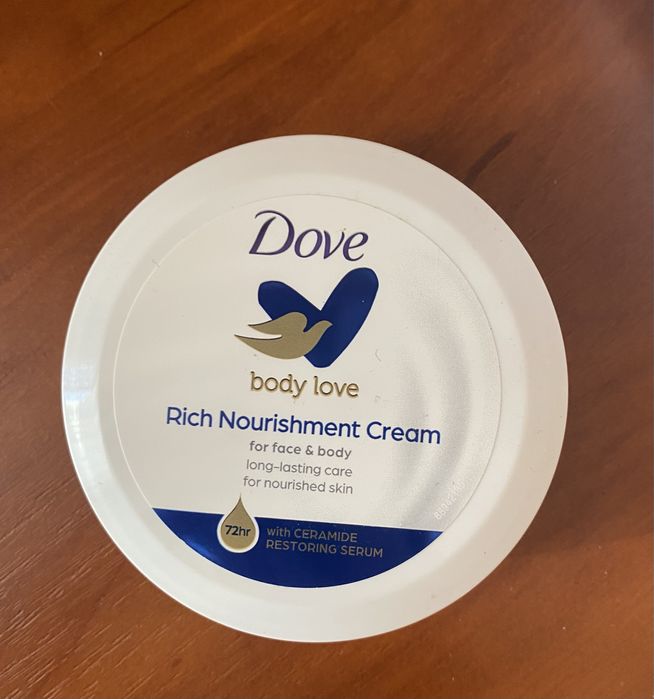 Dove
body love
Rich Nourishment Cream
for face & body
long-lasting care
for nourished skin
72hr
with CERAMIDE
RESTORING SERUM